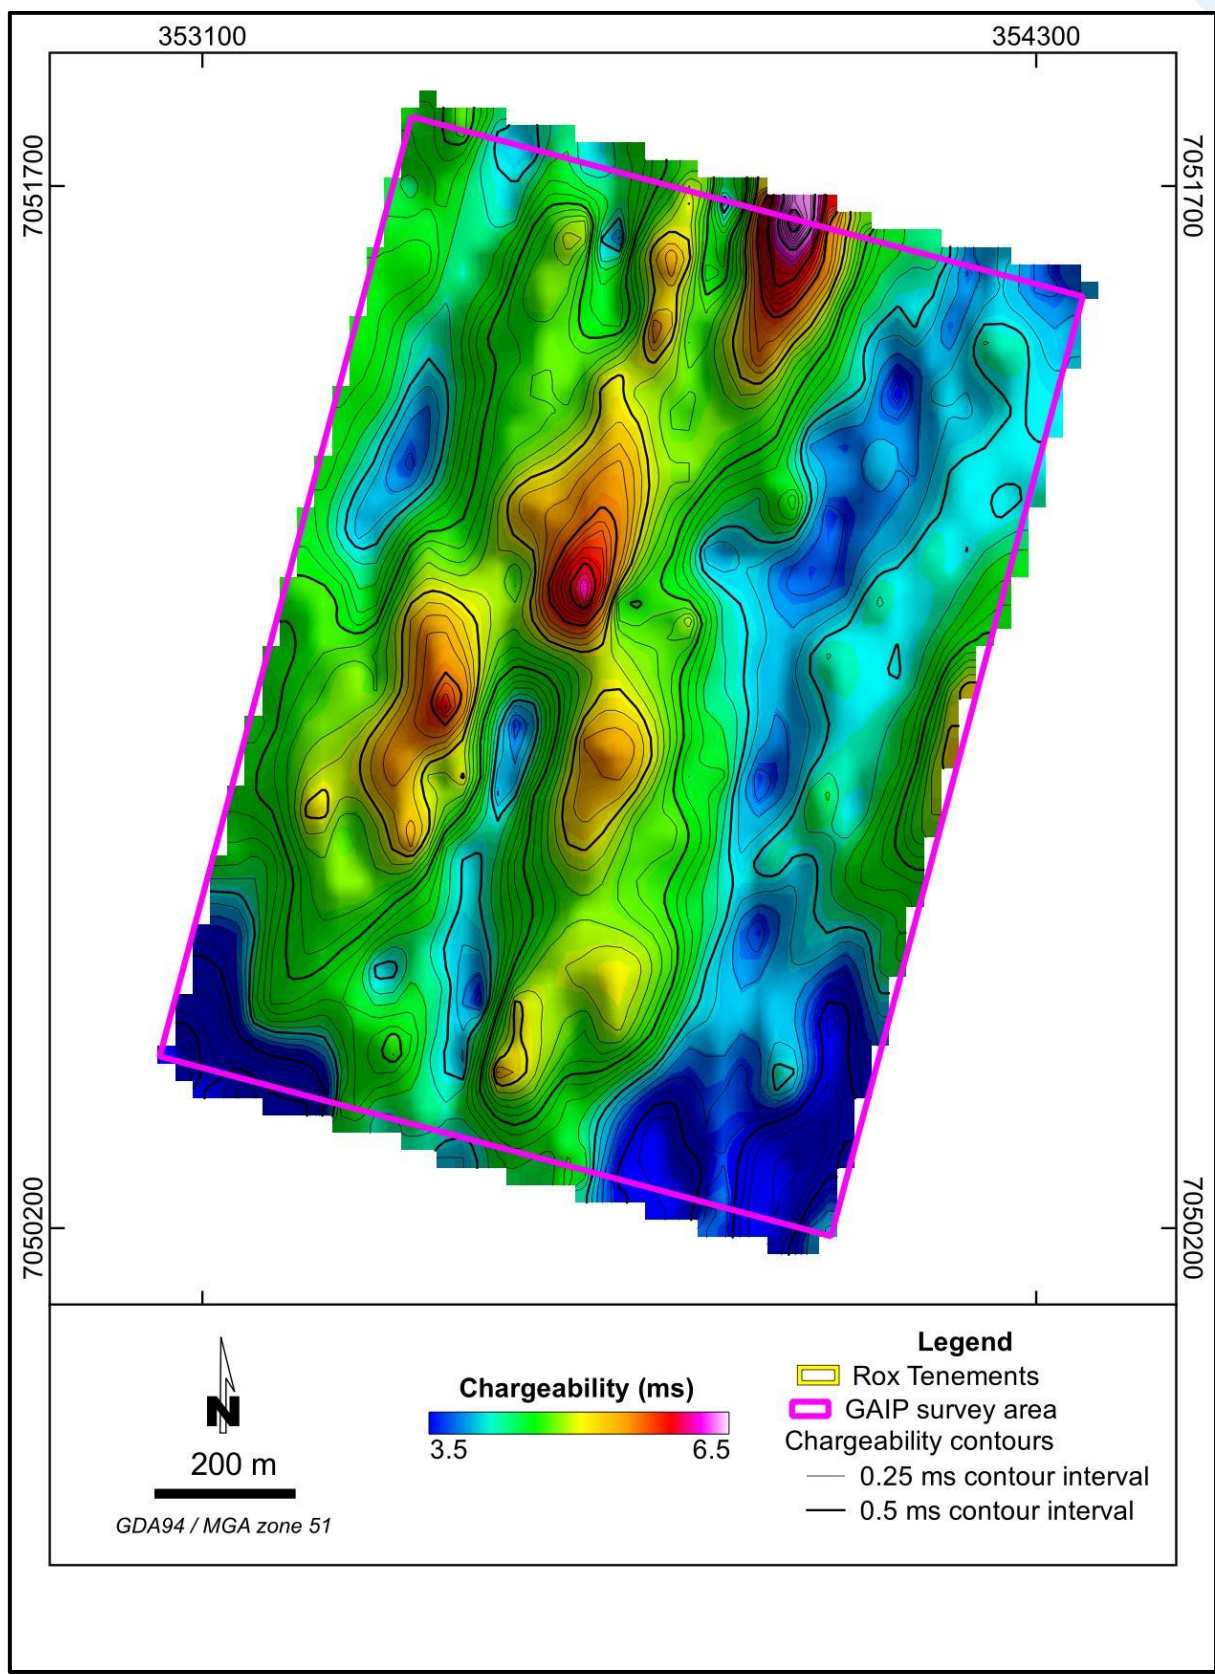 353100
354300
7051700
7051700
7050200
7050200
N
200 m
GDA94 / MGA zone 51
Chargeability (ms)
3.5
6.5
Legend
Rox Tenements
GAIP survey area
Chargeability contours
0.25 ms contour interval
0.5 ms contour interval